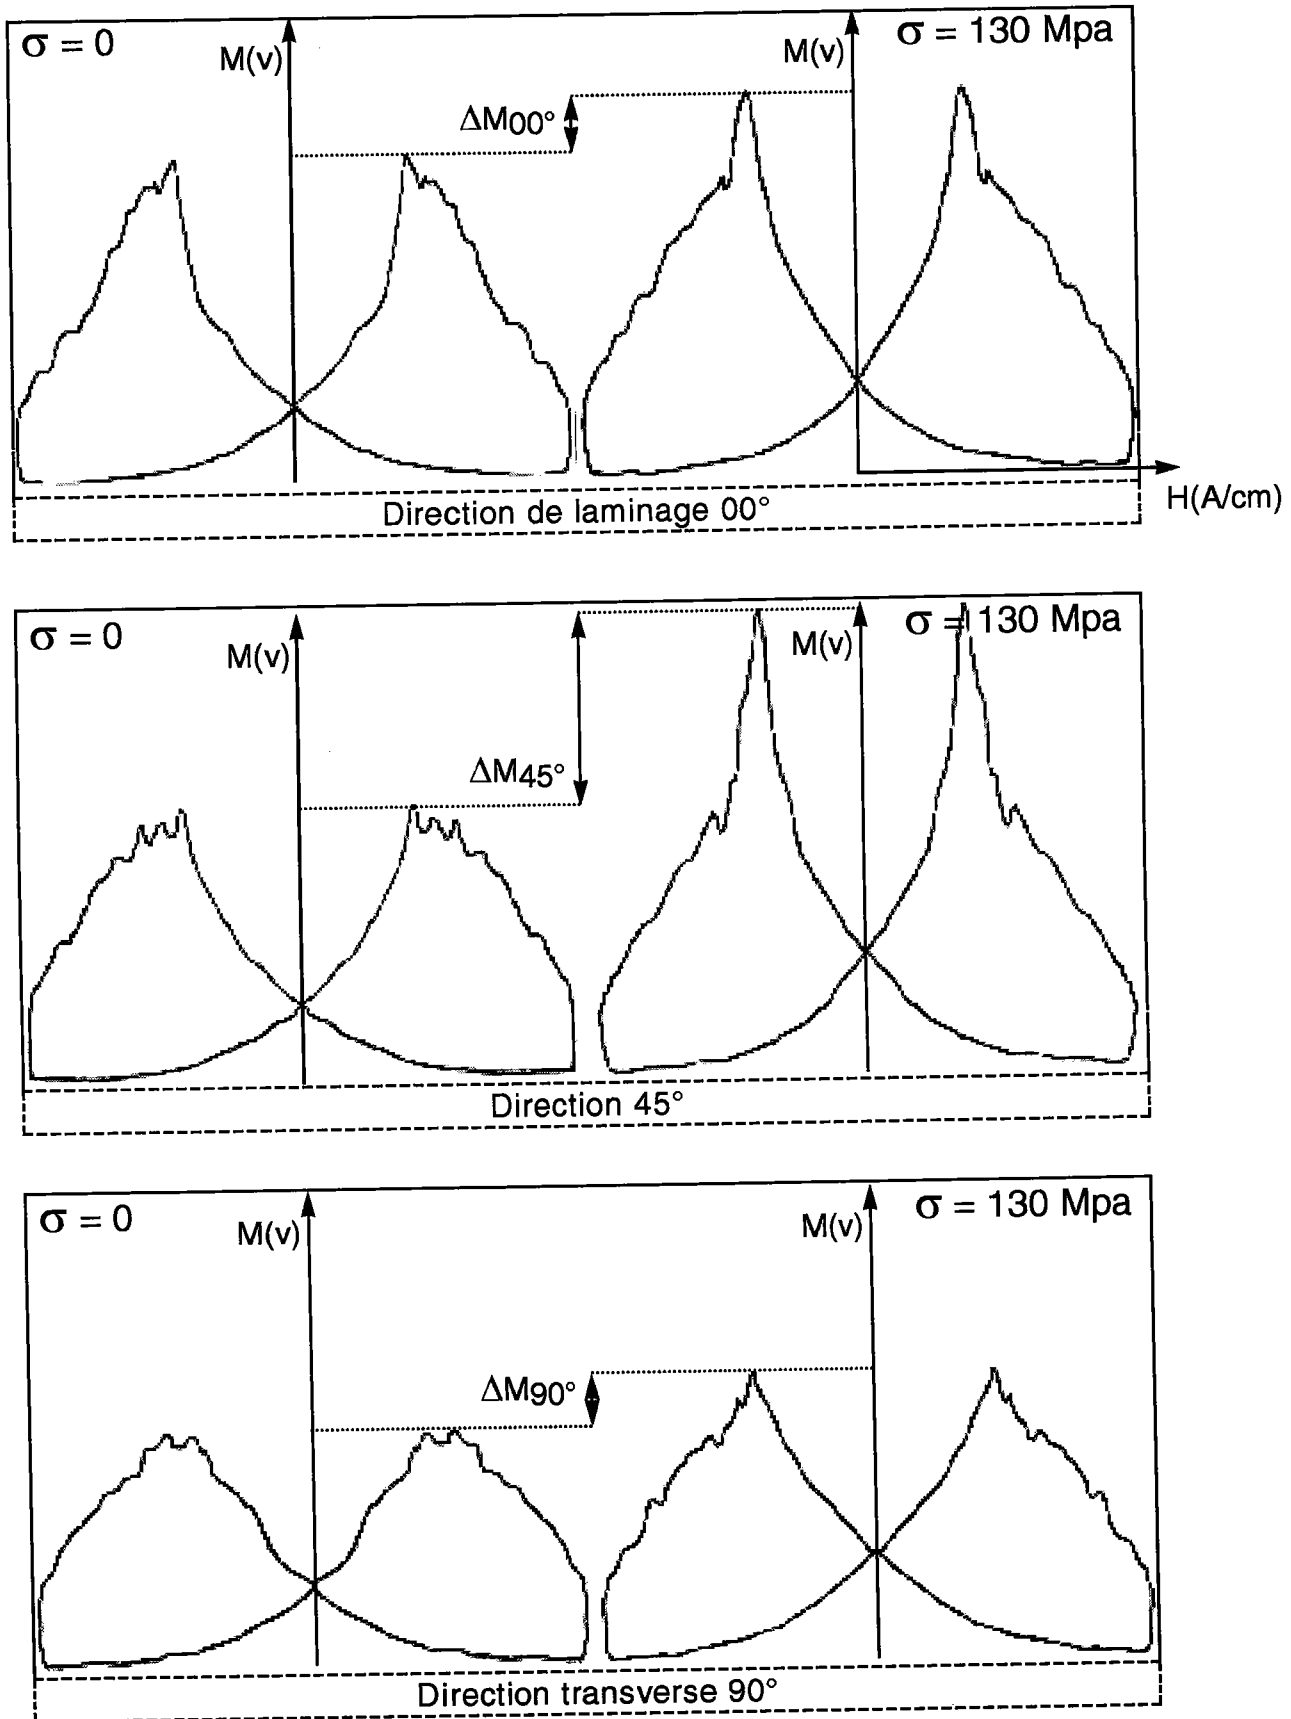 σ = 0
M(v)
M(v)
σ = 130 Mpa
ΔM00°
H(A/cm)
Direction de laminage 00°
σ = 0
M(v)
M(v)
σ = 130 Mpa
ΔM45°
Direction 45°
σ = 0
M(v)
M(v)
σ = 130 Mpa
ΔM90°
Direction transverse 90°